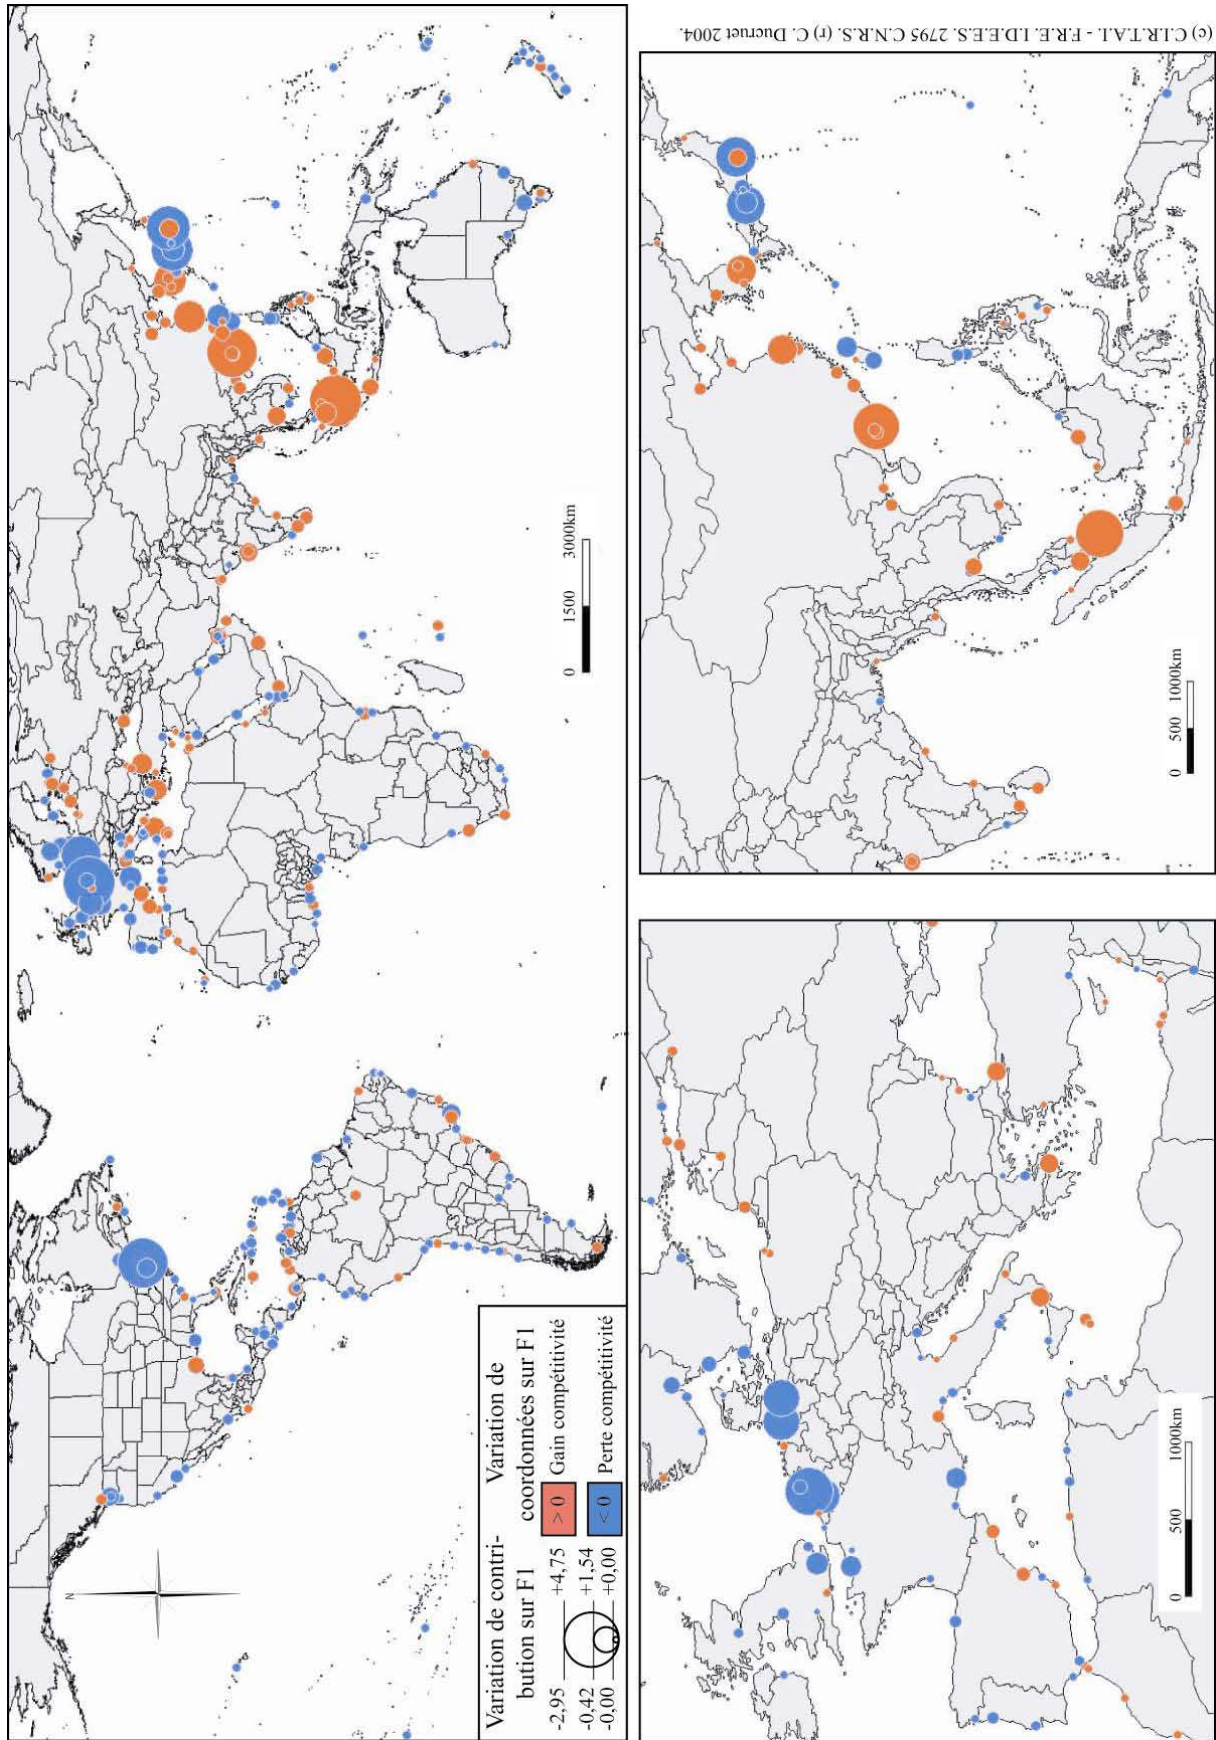 N
Variation de contri-
bution sur F1
-2,95
+4,75
-0,42
+1,54
-0,00
+0,00
Variation de
coordonnées sur F1
> 0
Gain compétitivité
< 0
Perte compétitivité
0
1500
3000km
0
500
1000km
0
500
1000km
(c) C.I.R.T.A.I. - F.R.E. I.D.E.E.S. 2795 C.N.R.S. (r) C. Ducruet 2004.